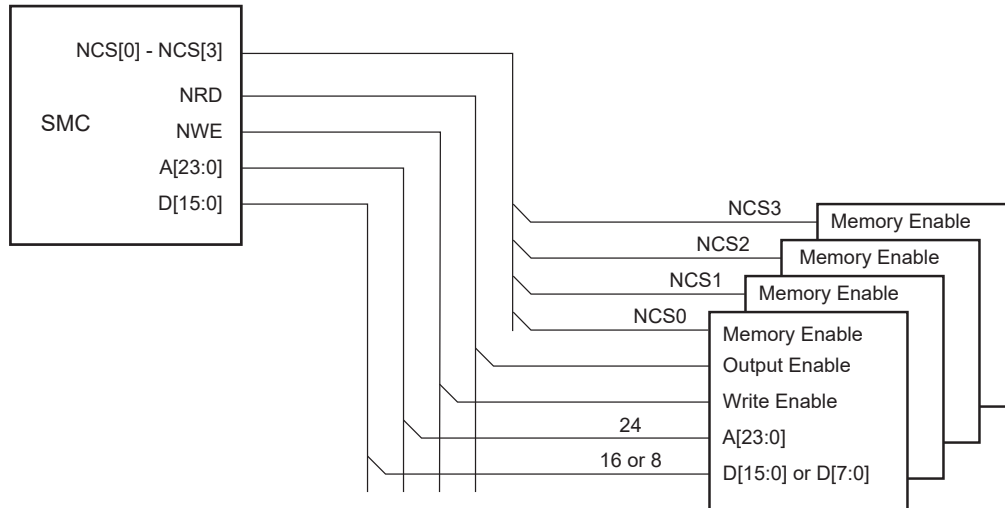 NCS[0] - NCS[3]
NRD
SMC
NWE
A[23:0]
D[15:0]
NCS3
Memory Enable
NCS2
Memory Enable
NCS1
Memory Enable
NCS0
Memory Enable
Output Enable
Write Enable
24
A[23:0]
16 or 8
D[15:0] or D[7:0]